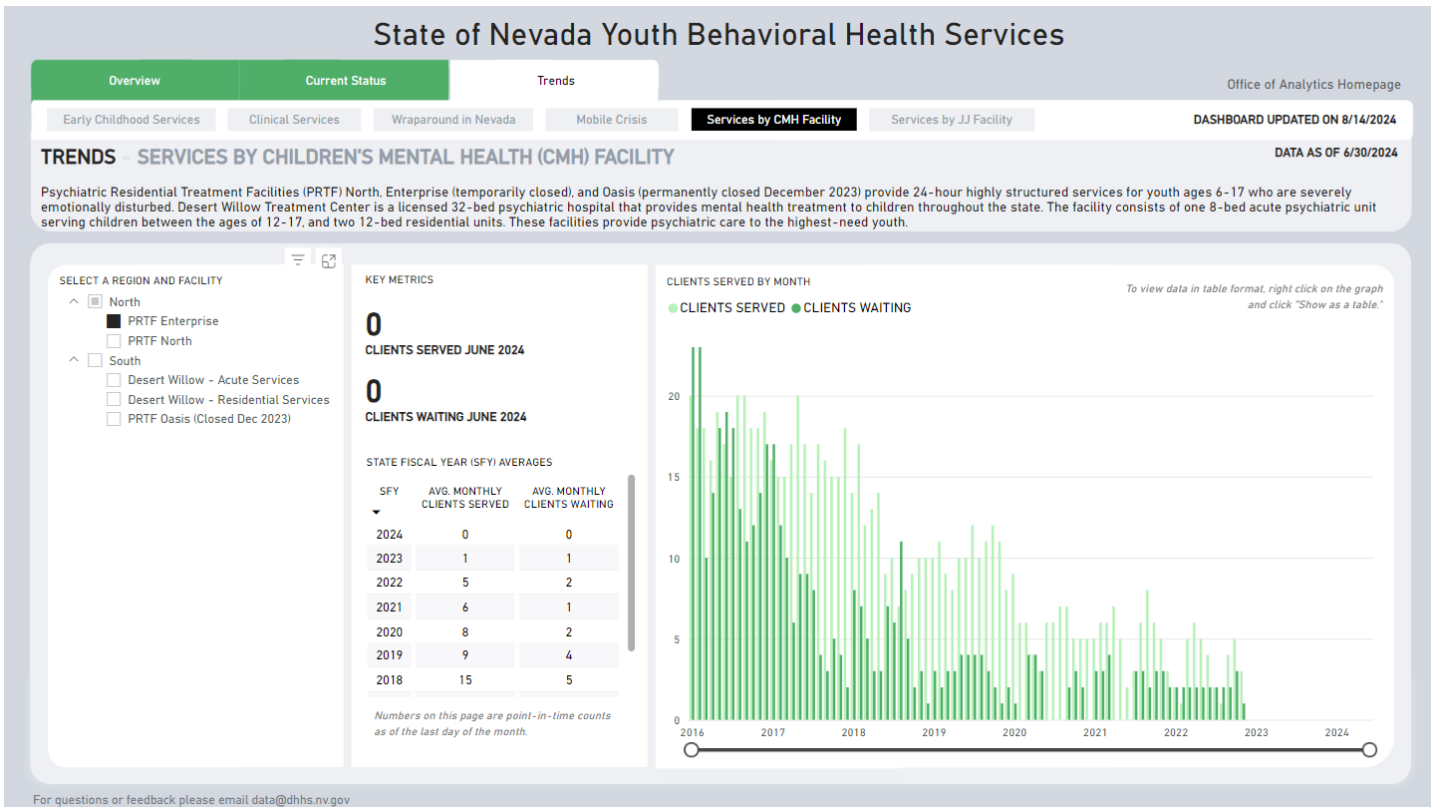 State of Nevada Youth Behavioral Health Services
Overview
Current Status
Trends
Office of Analytics Homepage
Early Childhood Services
Clinical Services
Wraparound in Nevada
Mobile Crisis
Services by CMH Facility
Services by JJ Facility
DASHBOARD UPDATED ON 8/14/2024
TRENDS - SERVICES BY CHILDREN'S MENTAL HEALTH (CMH) FACILITY
DATA AS OF 6/30/2024
Psychiatric Residential Treatment Facilities (PRTF) North, Enterprise (temporarily closed), and Oasis (permanently closed December 2023) provide 24-hour highly structured services for youth ages 6-17 who are severely
emotionally disturbed. Desert Willow Treatment Center is a licensed 32-bed psychiatric hospital that provides mental health treatment to children throughout the state. The facility consists of one 8-bed acute psychiatric unit
serving children between the ages of 12-17, and two 12-bed residential units. These facilities provide psychiatric care to the highest-need youth.
SELECT A REGION AND FACILITY
North
PRTF Enterprise
PRTF North
South
Desert Willow - Acute Services
Desert Willow - Residential Services
PRTF Oasis (Closed Dec 2023)
KEY METRICS
0
CLIENTS SERVED JUNE 2024
0
CLIENTS WAITING JUNE 2024
STATE FISCAL YEAR (SFY) AVERAGES
SFY AVG. MONTHLY CLIENTS SERVED AVG. MONTHLY CLIENTS WAITING
2024 0 0
2023 1 1
2022 5 2
2021 6 1
2020 8 2
2019 9 4
2018 15 5
Numbers on this page are point-in-time counts
as of the last day of the month.
CLIENTS SERVED BY MONTH
To view data in table format, right click on the graph
and click "Show as a table."
CLIENTS SERVED CLIENTS WAITING
20
15
10
5
0
2016 2017 2018 2019 2020 2021 2022 2023 2024
For questions or feedback please email data@dhhs.nv.gov